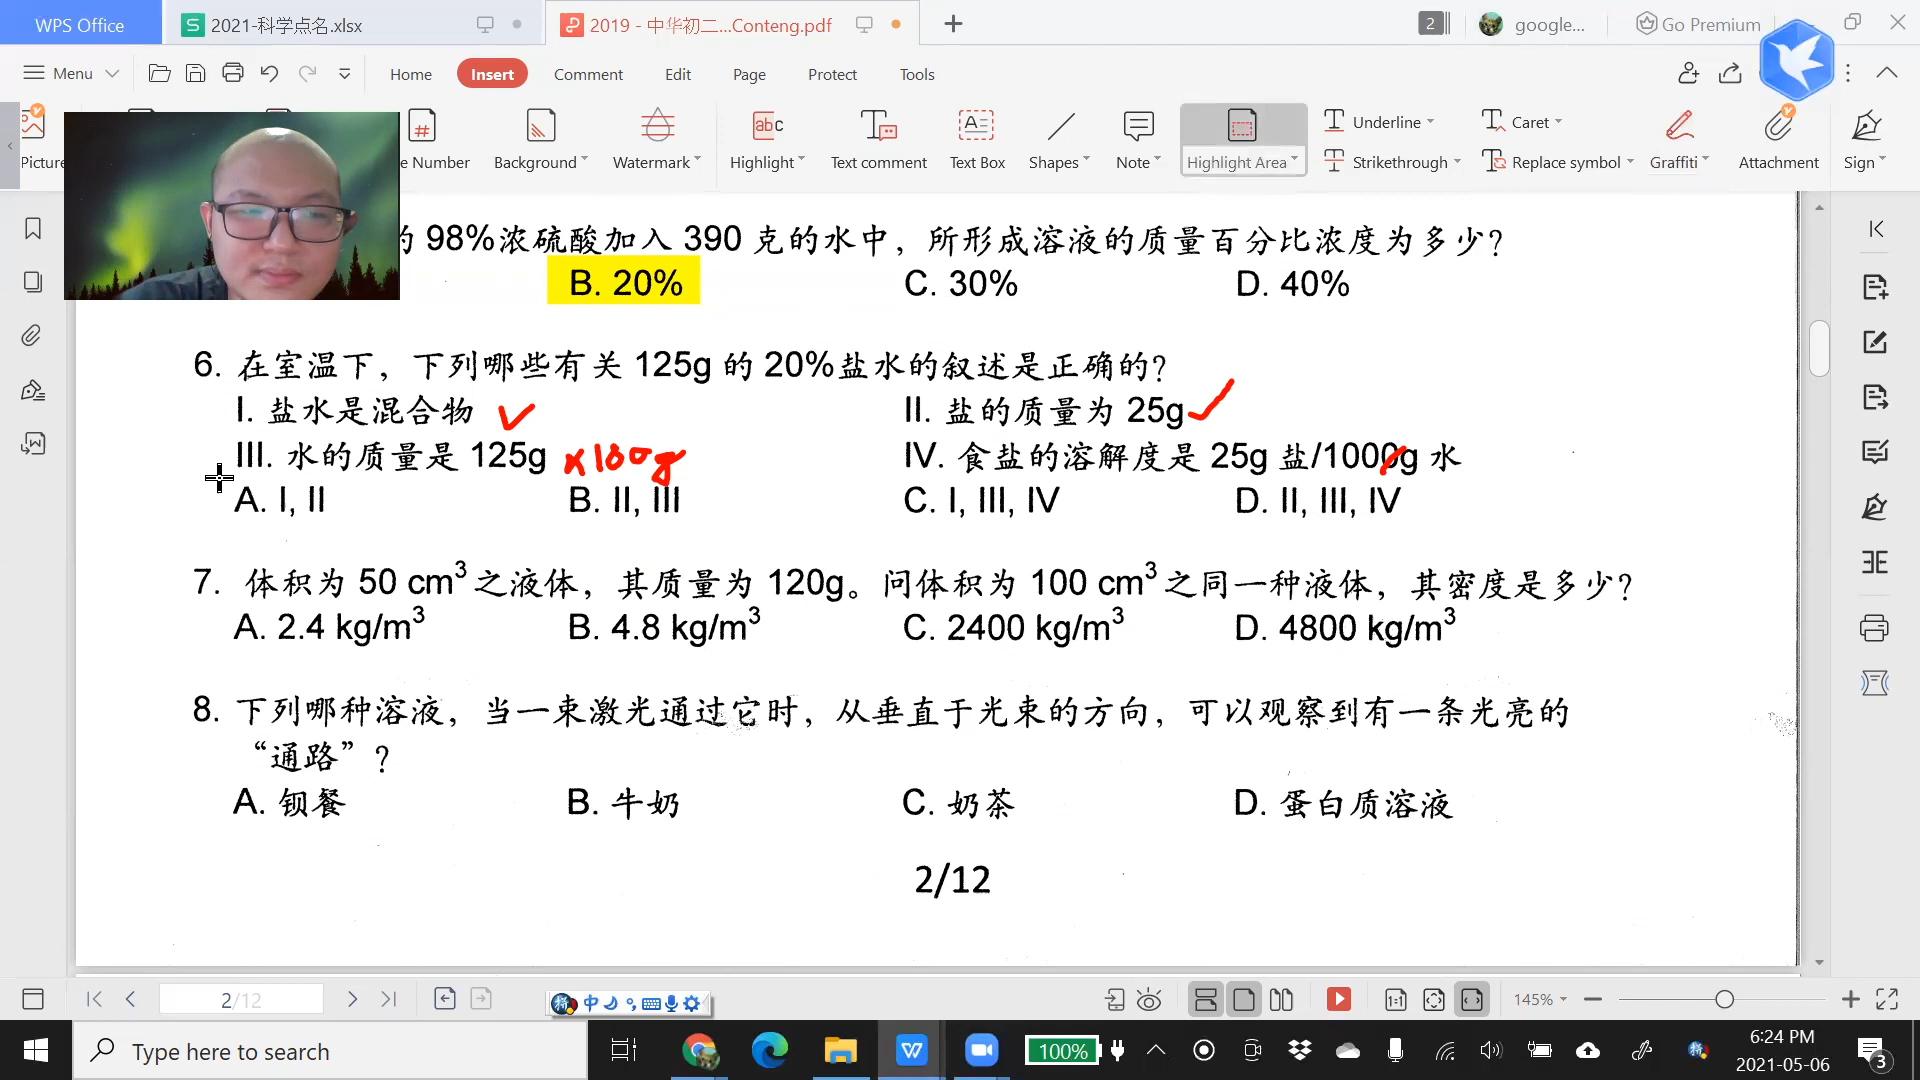 WPS Office
2021-科学点名.xlsx
2019 - 中华初二...Conteng.pdf
2
google...
Go Premium
Menu
Home
Insert
Comment
Edit
Page
Protect
Tools
Picture
e Number
Background
Watermark
Highlight
Text comment
Text Box
Shapes
Note
Highlight Area
Underline
Strikethrough
Caret
Replace symbol
Graffiti
Attachment
Sign
的 98%浓硫酸加入 390 克的水中，所形成溶液的质量百分比浓度为多少？
B. 20% C. 30% D. 40%
6. 在室温下，下列哪些有关 125g 的 20%盐水的叙述是正确的？
I. 盐水是混合物 ✓ II. 盐的质量为 25g ✓
III. 水的质量是 125g ×100g IV. 食盐的溶解度是 25g 盐/1000g 水
A. I, II B. II, III C. I, III, IV D. II, III, IV
7. 体积为 50 cm³之液体，其质量为 120g。问体积为 100 cm³之同一种液体，其密度是多少？
A. 2.4 kg/m³ B. 4.8 kg/m³ C. 2400 kg/m³ D. 4800 kg/m³
8. 下列哪种溶液，当一束激光通过它时，从垂直于光束的方向，可以观察到有一条光亮的
“通路”？
A. 钡餐 B. 牛奶 C. 奶茶 D. 蛋白质溶液
2/12
2/12
中
145%
Type here to search
100%
6:24 PM
2021-05-06
3